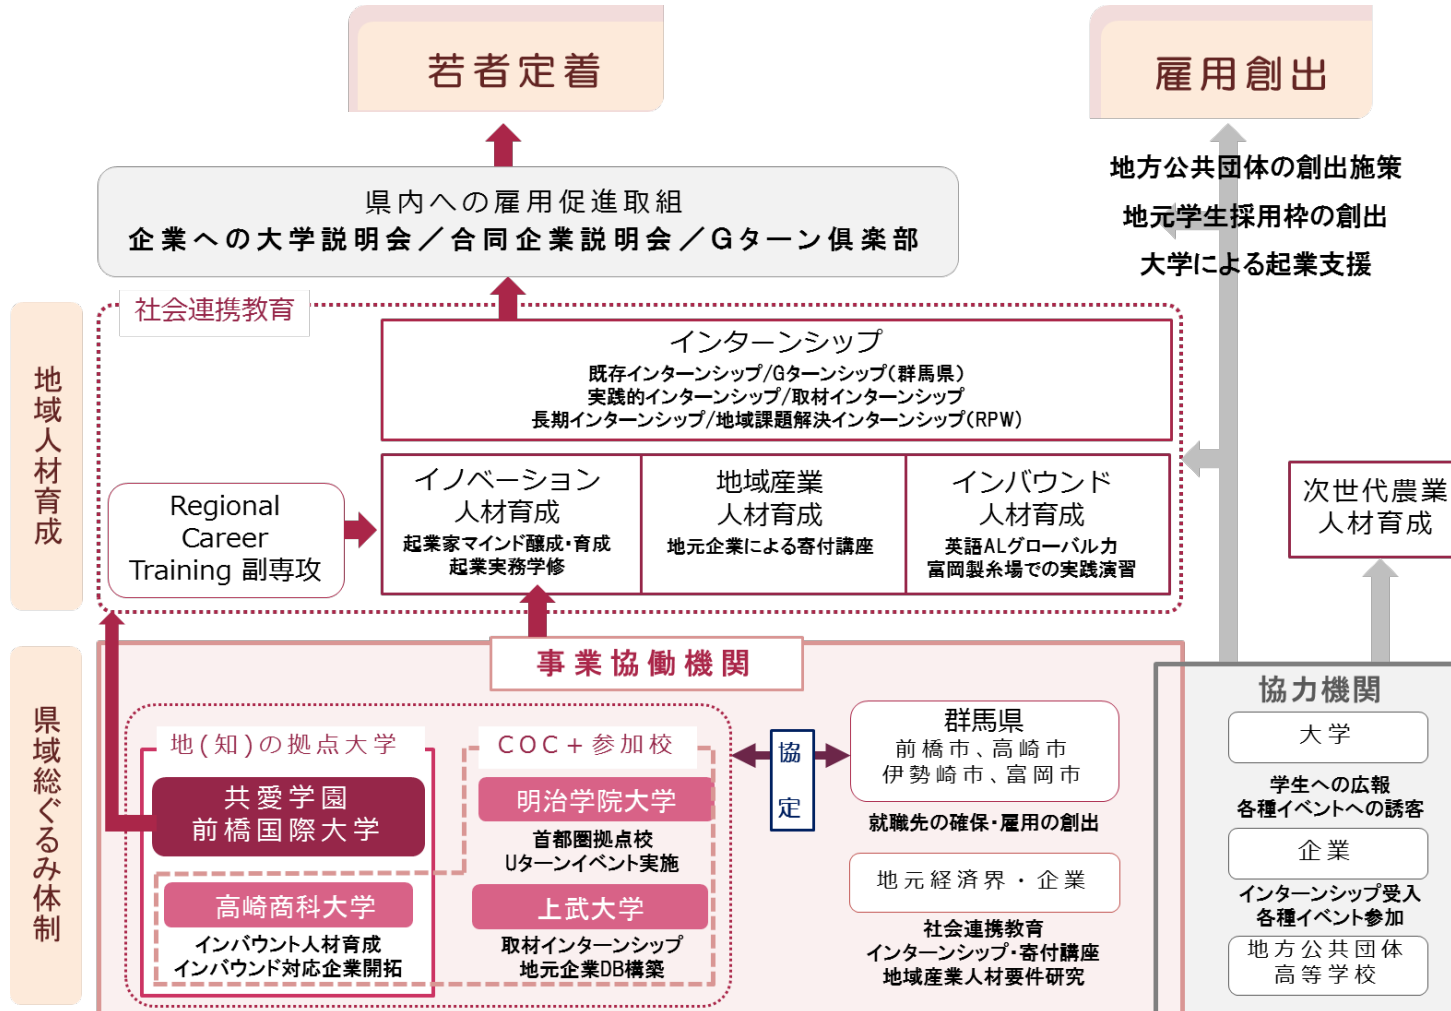 若者定着
雇用創出
県内への雇用促進取組
企業への大学説明会／合同企業説明会／Gターン倶楽部
地方公共団体の創出施策
地元学生採用枠の創出
大学による起業支援
地域人材育成
社会連携教育
インターンシップ
既存インターンシップ/Gターンシップ(群馬県)
実践的インターンシップ/取材インターンシップ
長期インターンシップ/地域課題解決インターンシップ(RPW)
Regional
Career
Training 副専攻
イノベーション
人材育成
起業家マインド醸成・育成
起業実務学修
地域産業
人材育成
地元企業による寄付講座
インバウンド
人材育成
英語ALグローバル力
富岡製糸場での実践演習
次世代農業
人材育成
県域総ぐるみ体制
事業協働機関
地(知)の拠点大学
共愛学園
前橋国際大学
高崎商科大学
インバウント人材育成
インバウンド対応企業開拓
COC+参加校
明治学院大学
首都圏拠点校
Uターンイベント実施
上武大学
取材インターンシップ
地元企業DB構築
協定
群馬県
前橋市、高崎市
伊勢崎市、富岡市
就職先の確保・雇用の創出
地元経済界・企業
社会連携教育
インターンシップ・寄付講座
地域産業人材要件研究
協力機関
大学
学生への広報
各種イベントへの誘客
企業
インターンシップ受入
各種イベント参加
地方公共団体
高等学校